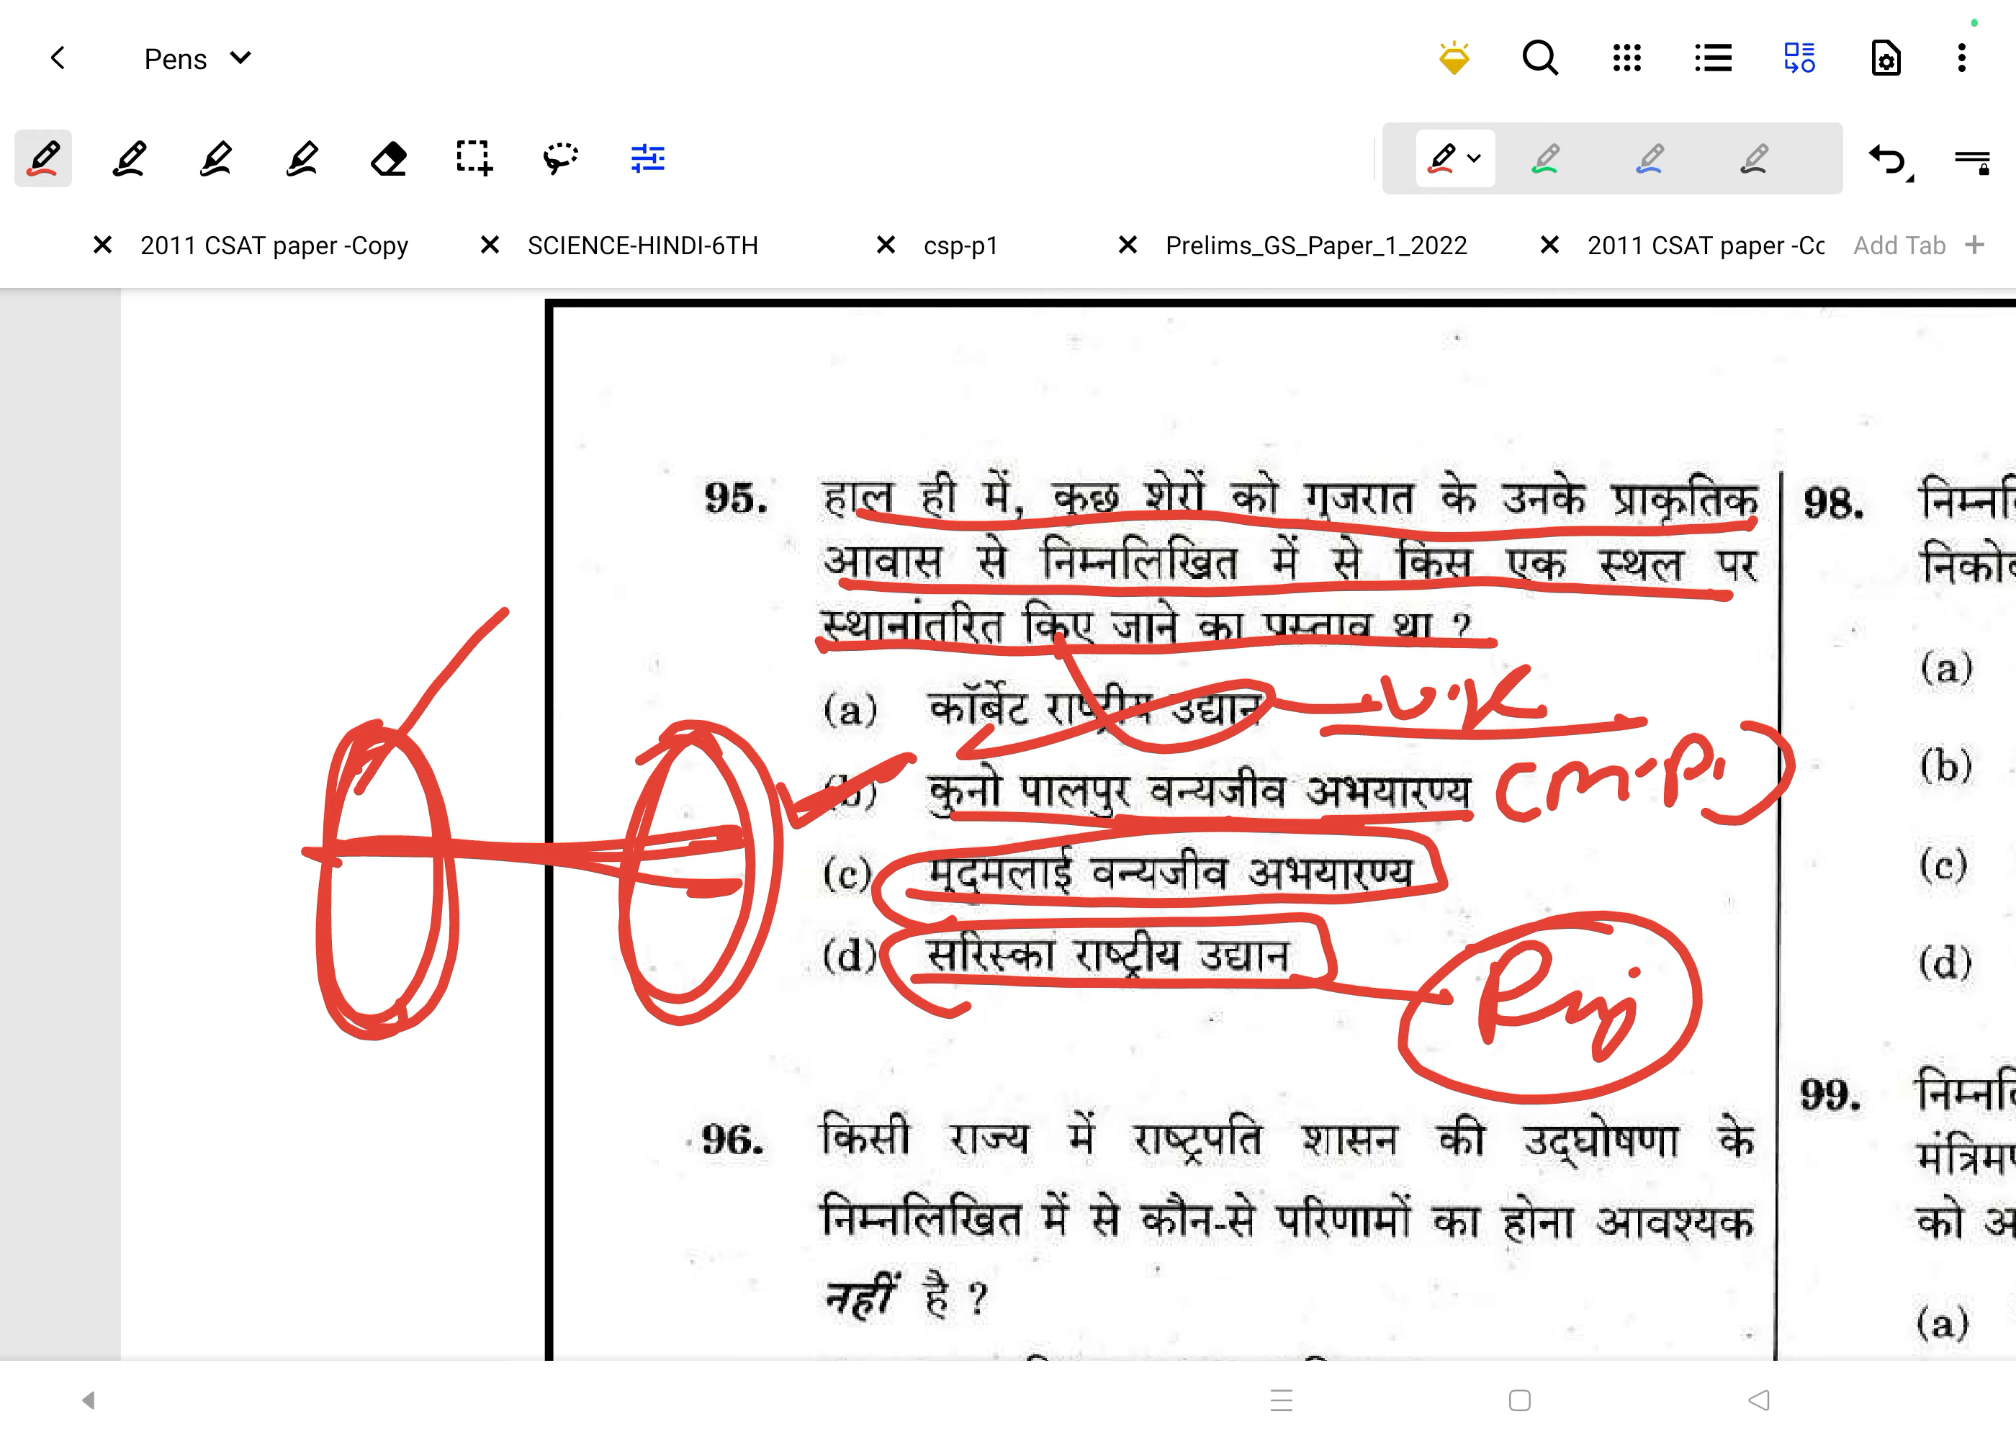 Pens
2011 CSAT paper -Copy
SCIENCE-HINDI-6TH
csp-p1
Prelims_GS_Paper_1_2022
2011 CSAT paper -Cc
Add Tab +
95. हाल ही में, कुछ शेरों को गुजरात के उनके प्राकृतिक
आवास से निम्नलिखित में से किस एक स्थल पर
स्थानांतरित किए जाने का प्रस्ताव था ?
(a) कॉर्बेट राष्ट्रीय उद्यान U.K
(b) कुनो पालपुर वन्यजीव अभयारण्य (M.P.)
(c) मुदुमलाई वन्यजीव अभयारण्य
(d) सरिस्का राष्ट्रीय उद्यान Raj
96. किसी राज्य में राष्ट्रपति शासन की उद्घोषणा के
निम्नलिखित में से कौन-से परिणामों का होना आवश्यक
नहीं है ?
98.
(a)
(b)
(c)
(d)
99.
को
(a)